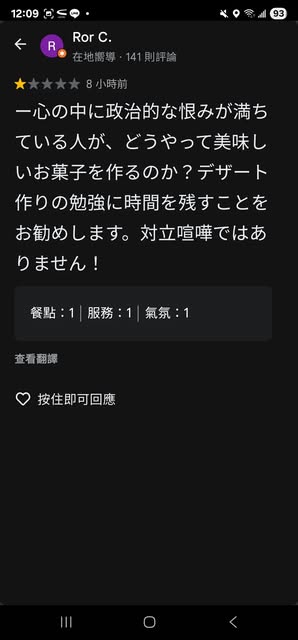 12:09
93
R
Ror C.
在地嚮導 · 141 則評論
8 小時前
一心の中に政治的な恨みが満ち
ている人が、どうやって美味し
いお菓子を作るのか？デザート
作りの勉強に時間を残すことを
お勧めします。対立喧嘩ではあ
りません！
餐點：1 | 服務：1 | 氣氛：1
查看翻譯
按住即可回應